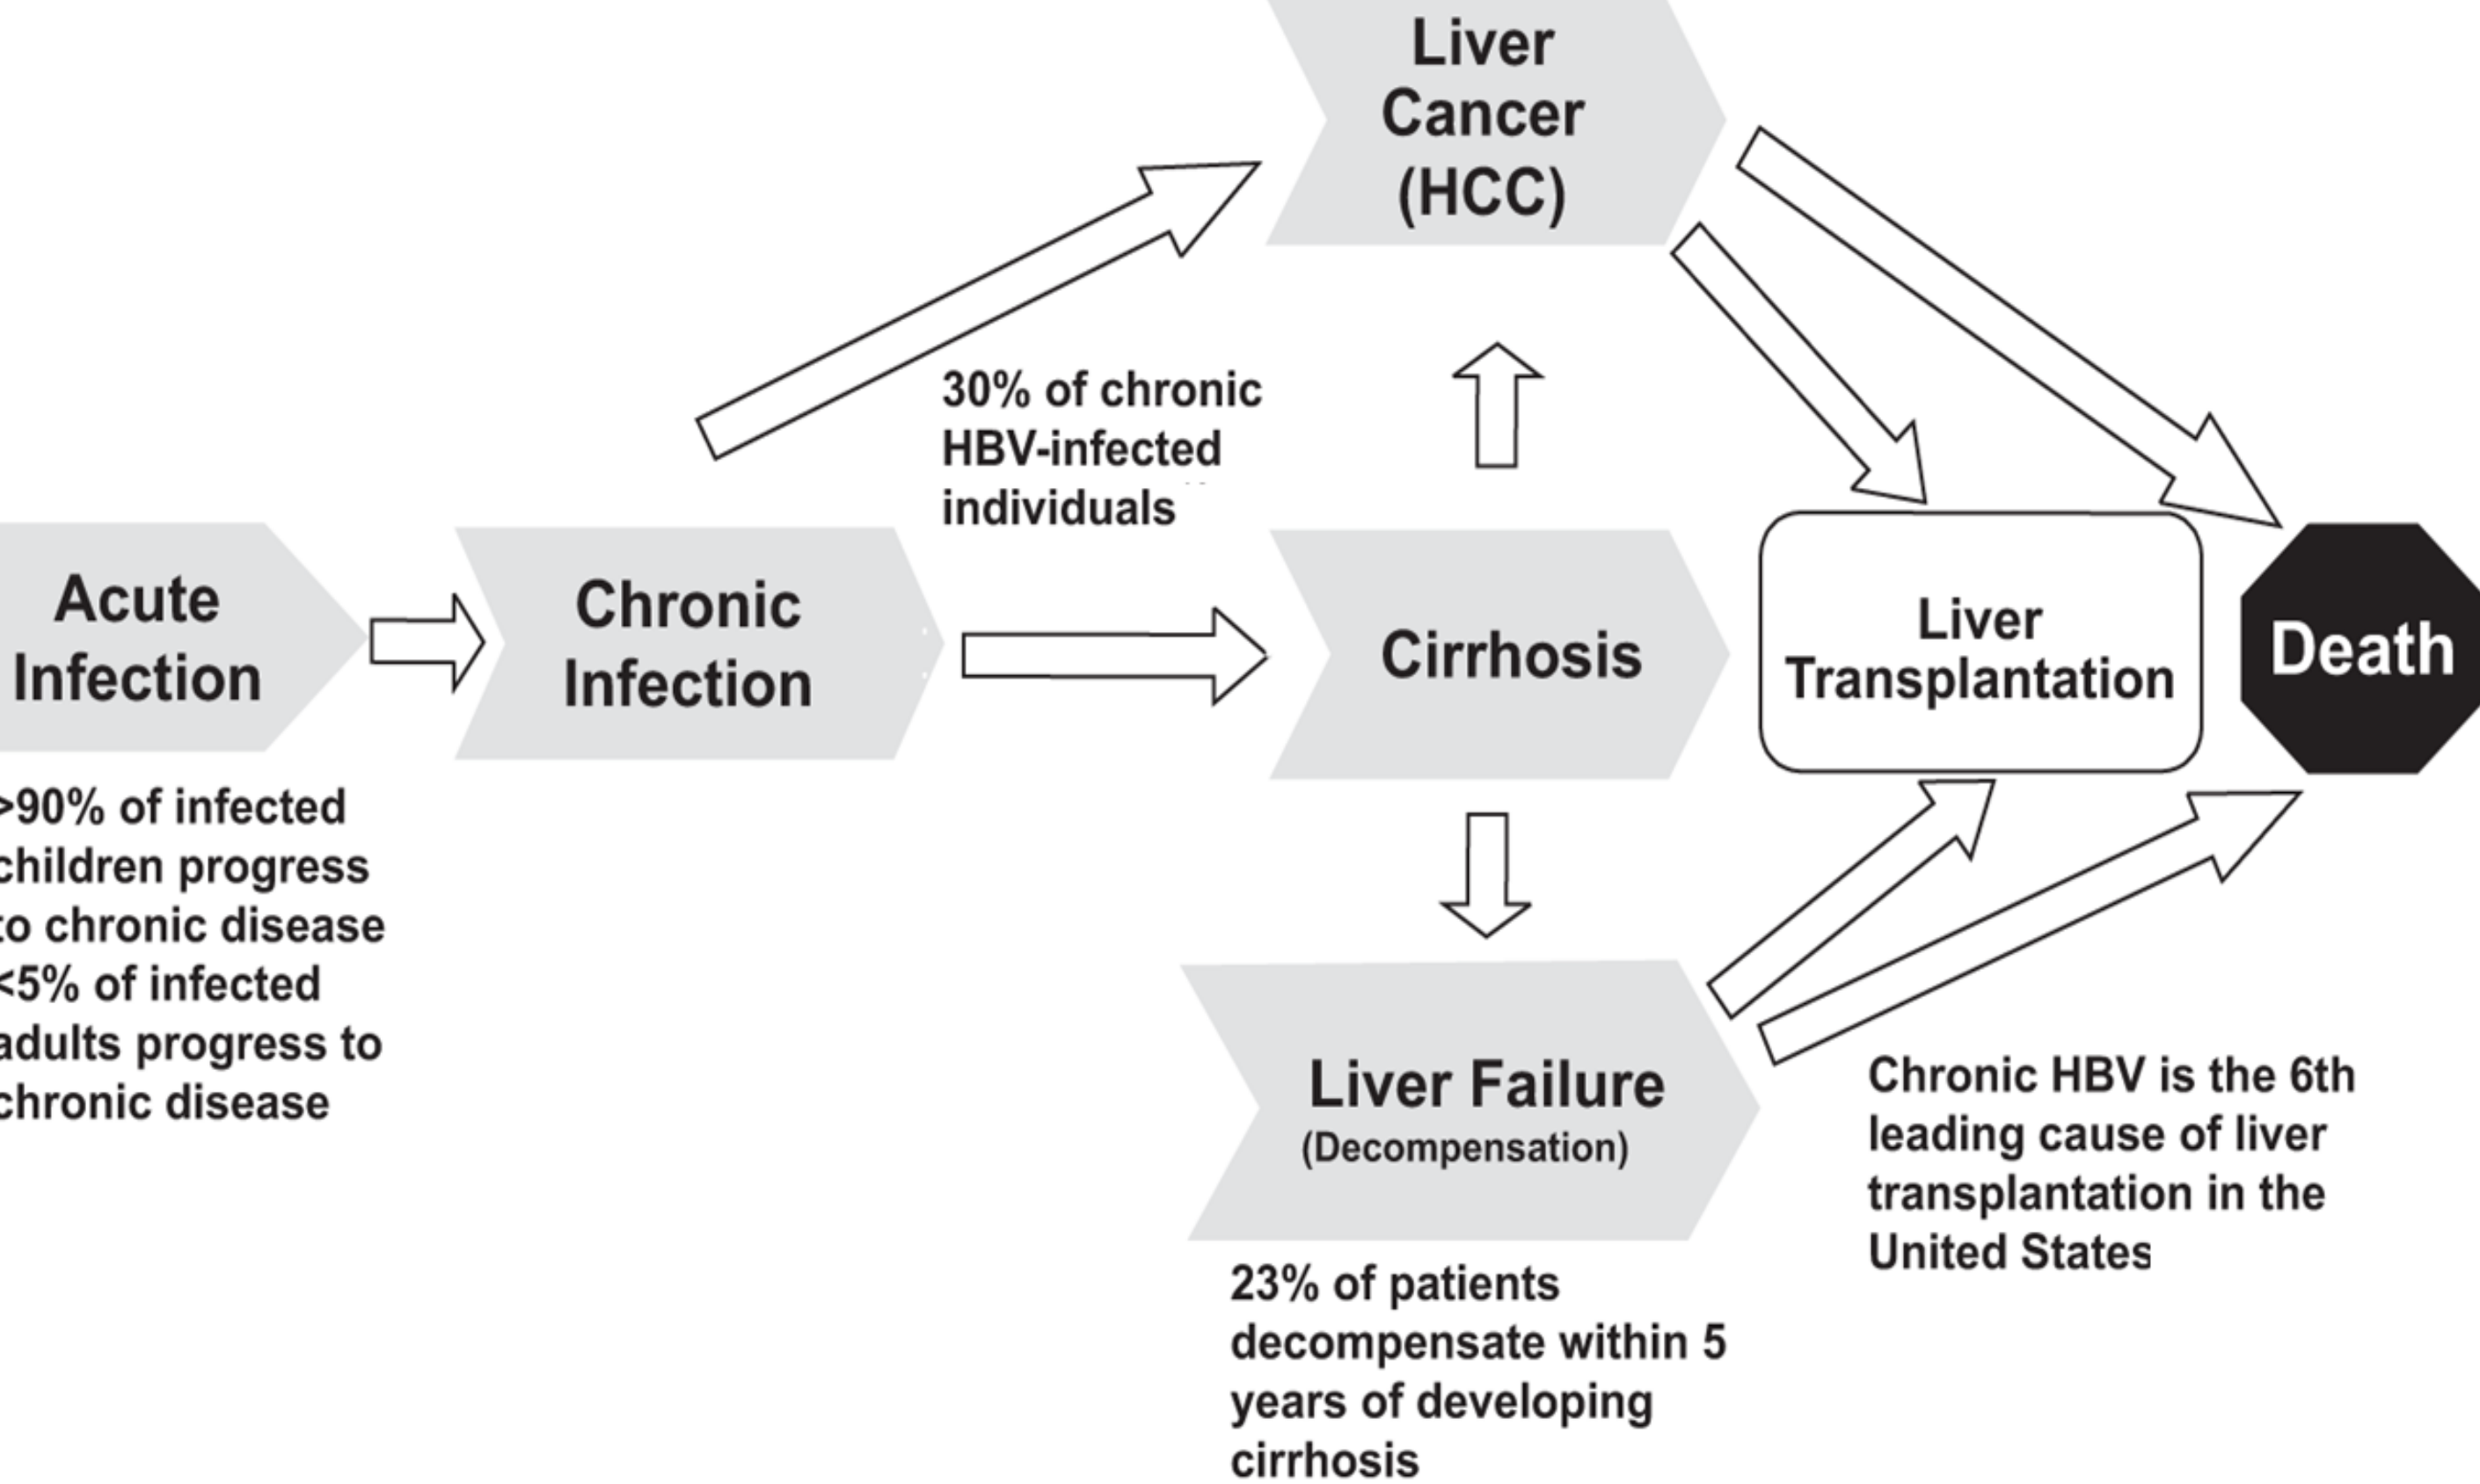 Liver
Cancer
(HCC)
30% of chronic
HBV-infected
individuals
Acute
Infection
Chronic
Infection
Cirrhosis
Liver
Transplantation
Death
>90% of infected
children progress
to chronic disease
<5% of infected
adults progress to
chronic disease
Liver Failure
(Decompensation)
23% of patients
decompensate within 5
years of developing
cirrhosis
Chronic HBV is the 6th
leading cause of liver
transplantation in the
United States